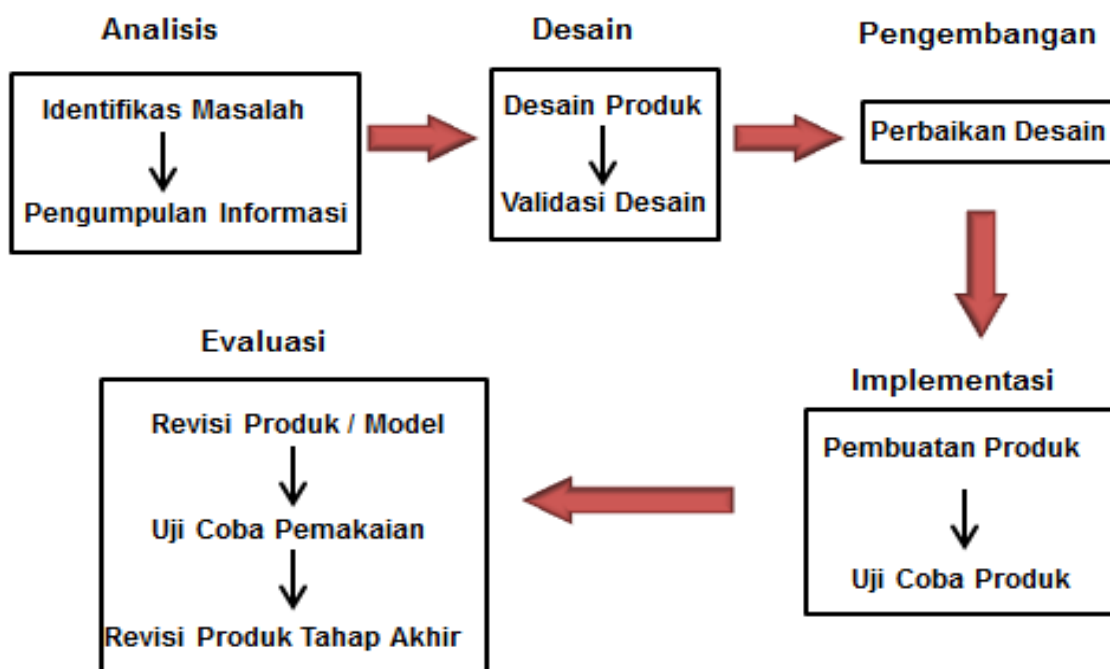 Analisis
Identifikas Masalah
Pengumpulan Informasi
Desain
Desain Produk
Validasi Desain
Pengembangan
Perbaikan Desain
Implementasi
Pembuatan Produk
Uji Coba Produk
Evaluasi
Revisi Produk / Model
Uji Coba Pemakaian
Revisi Produk Tahap Akhir